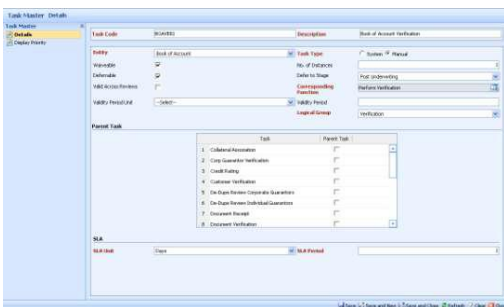 Task Master Details
Task Master
Details
Display Priority
Task Code
Description Book of Account Verification
Entity Book of Account
Task Type System Manual
Waiveable
No. of Instances
Deferrable
Defer to Stage Post Underwriting
Valid Across Reviews
Corresponding Function Perform Verification
Validity Period Unit --Select--
Validity Period
Logical Group Verification
Parent Task
Task Parent Task
1 Collateral Association
2 Corp Guarantor Verification
3 Credit Rating
4 Customer Verification
5 De-Dupe Review Corporate Guarantors
6 De-Dupe Review Individual Guarantors
7 Document Receipt
8 Document Verification
SLA
SLA Unit Days
SLA Period
Save Save and New Save and Close Refresh Clear